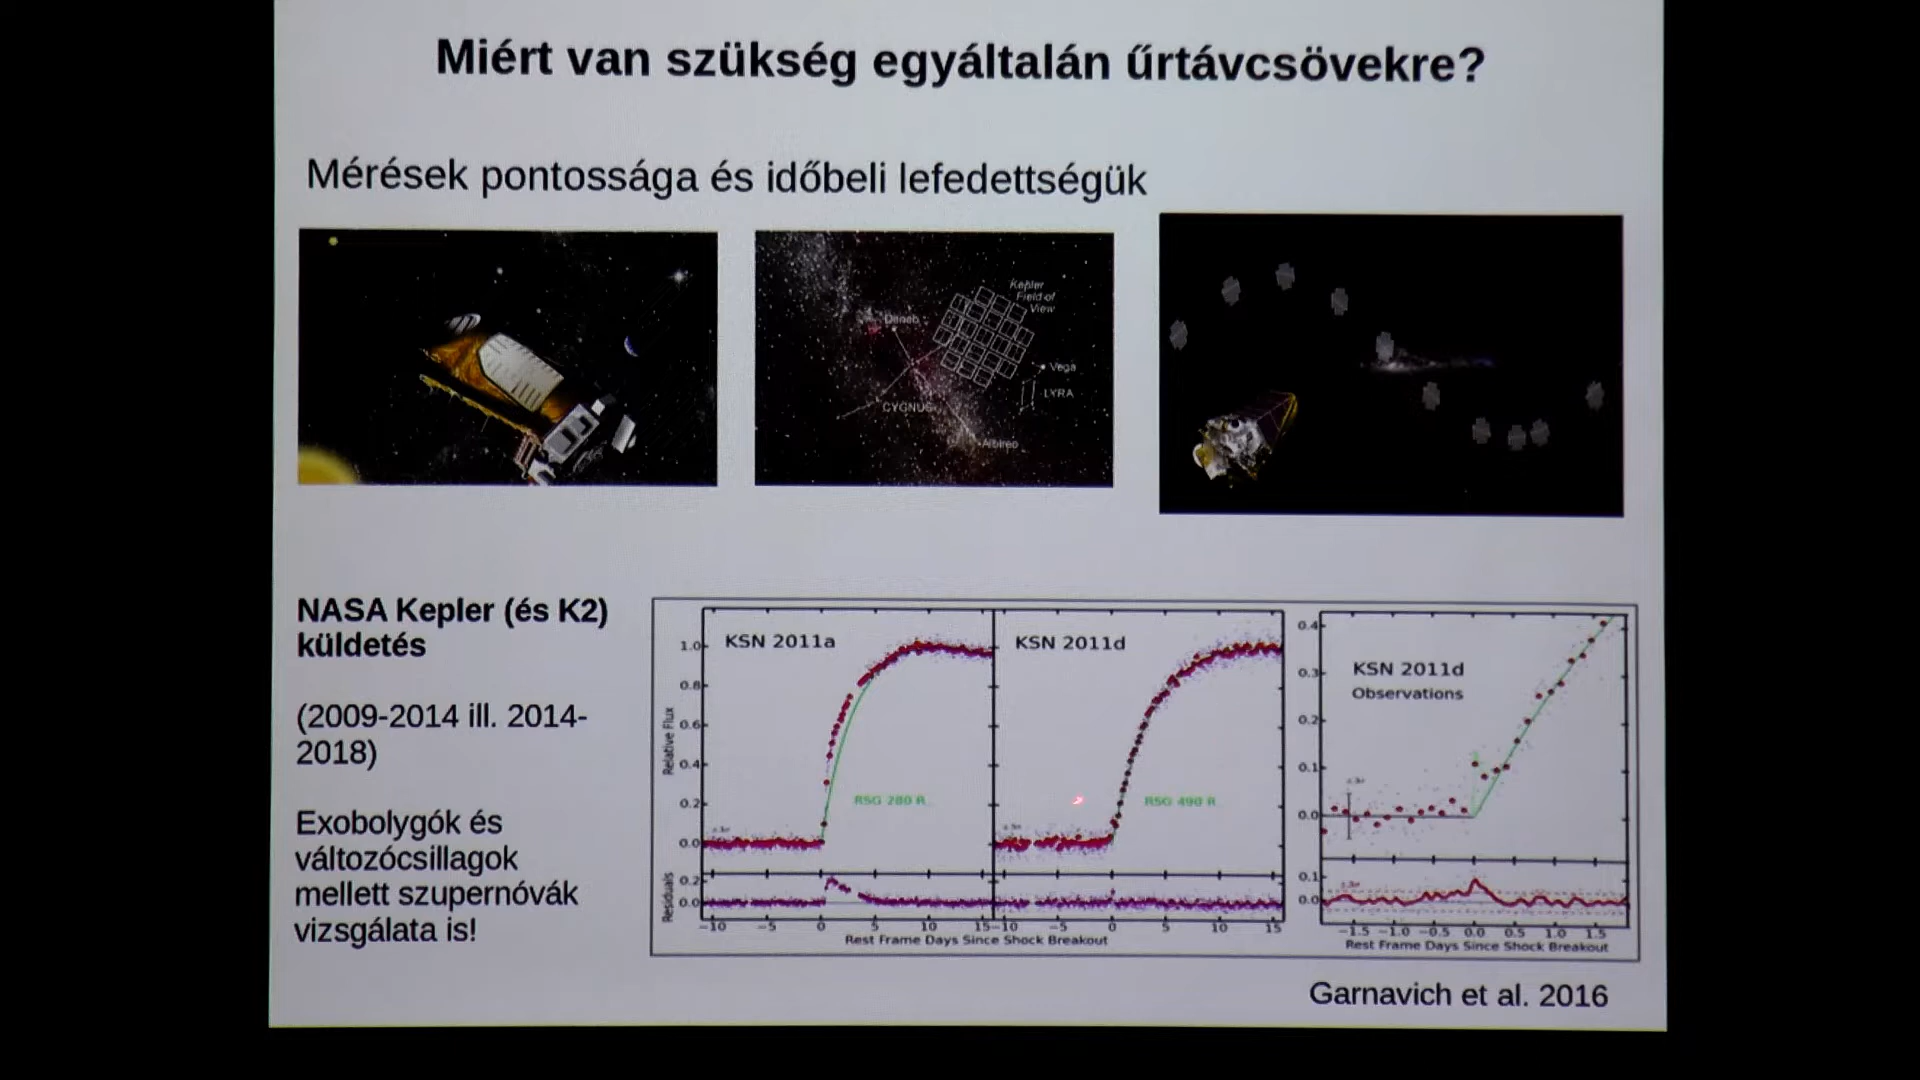 Miért van szükség egyáltalán űrtávcsövekre?
Mérések pontossága és időbeli lefedettségük
Kepler
Field of
View
Deneb
Vega
LYRA
CYGNUS
Albireo
NASA Kepler (és K2)
küldetés
(2009-2014 ill. 2014-
2018)
Exobolygók és
változócsillagok
mellett szupernóvák
vizsgálata is!
KSN 2011a
KSN 2011d
KSN 2011d
Observations
Relative Flux
1.0
0.8
0.6
0.4
0.2
0.0
RSG 280 R
RSG 490 R
0.4
0.3
0.2
0.1
0.0
Residuals
0.2
0.0
0.1
0.0
−10 −5 0 5 10 15
−10 −5 0 5 10 15
−1.5 −1.0 −0.5 0.0 0.5 1.0 1.5
Rest Frame Days Since Shock Breakout
Rest Frame Days Since Shock Breakout
Garnavich et al. 2016